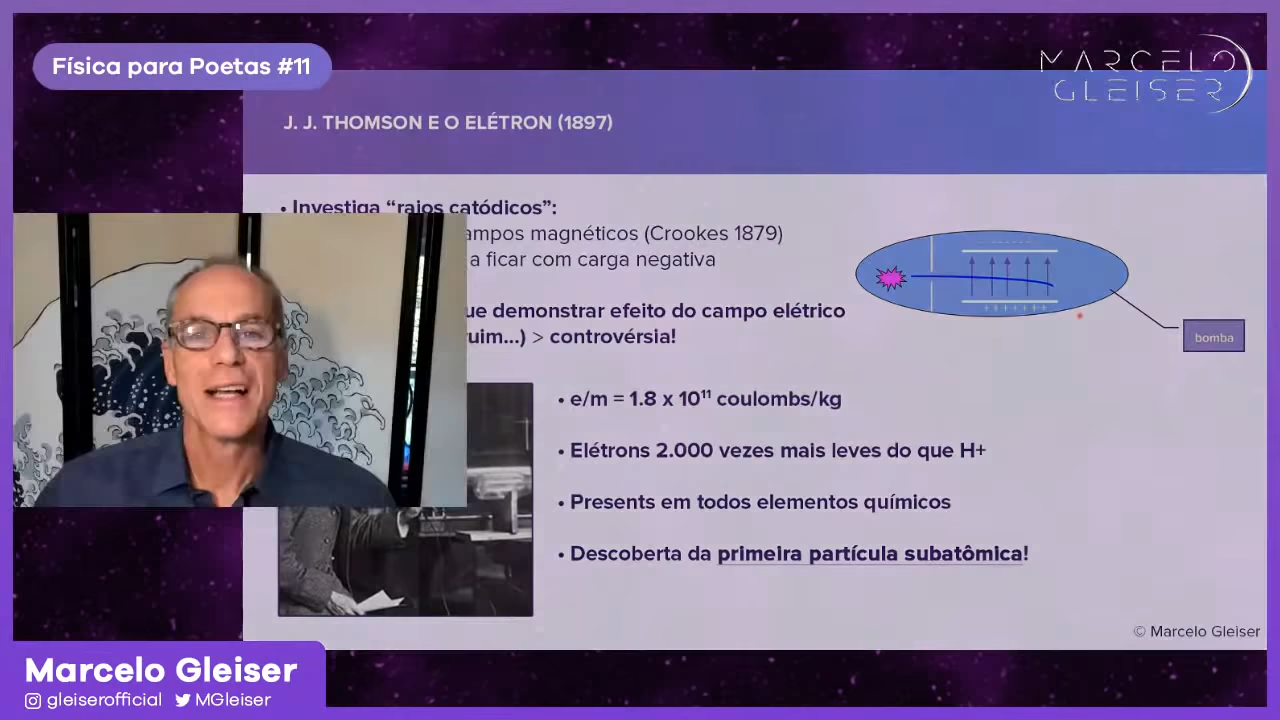 Física para Poetas #11
MARCELO
GLEISER
J. J. THOMSON E O ELÉTRON (1897)
• Investiga “raios catódicos”:
ampos magnéticos (Crookes 1879)
a ficar com carga negativa
ue demonstrar efeito do campo elétrico
uim...) > controvérsia!
bomba
• e/m = 1.8 x 10¹¹ coulombs/kg
• Elétrons 2.000 vezes mais leves do que H+
• Presents em todos elementos químicos
• Descoberta da primeira partícula subatômica!
© Marcelo Gleiser
Marcelo Gleiser
gleiserofficial MGleiser